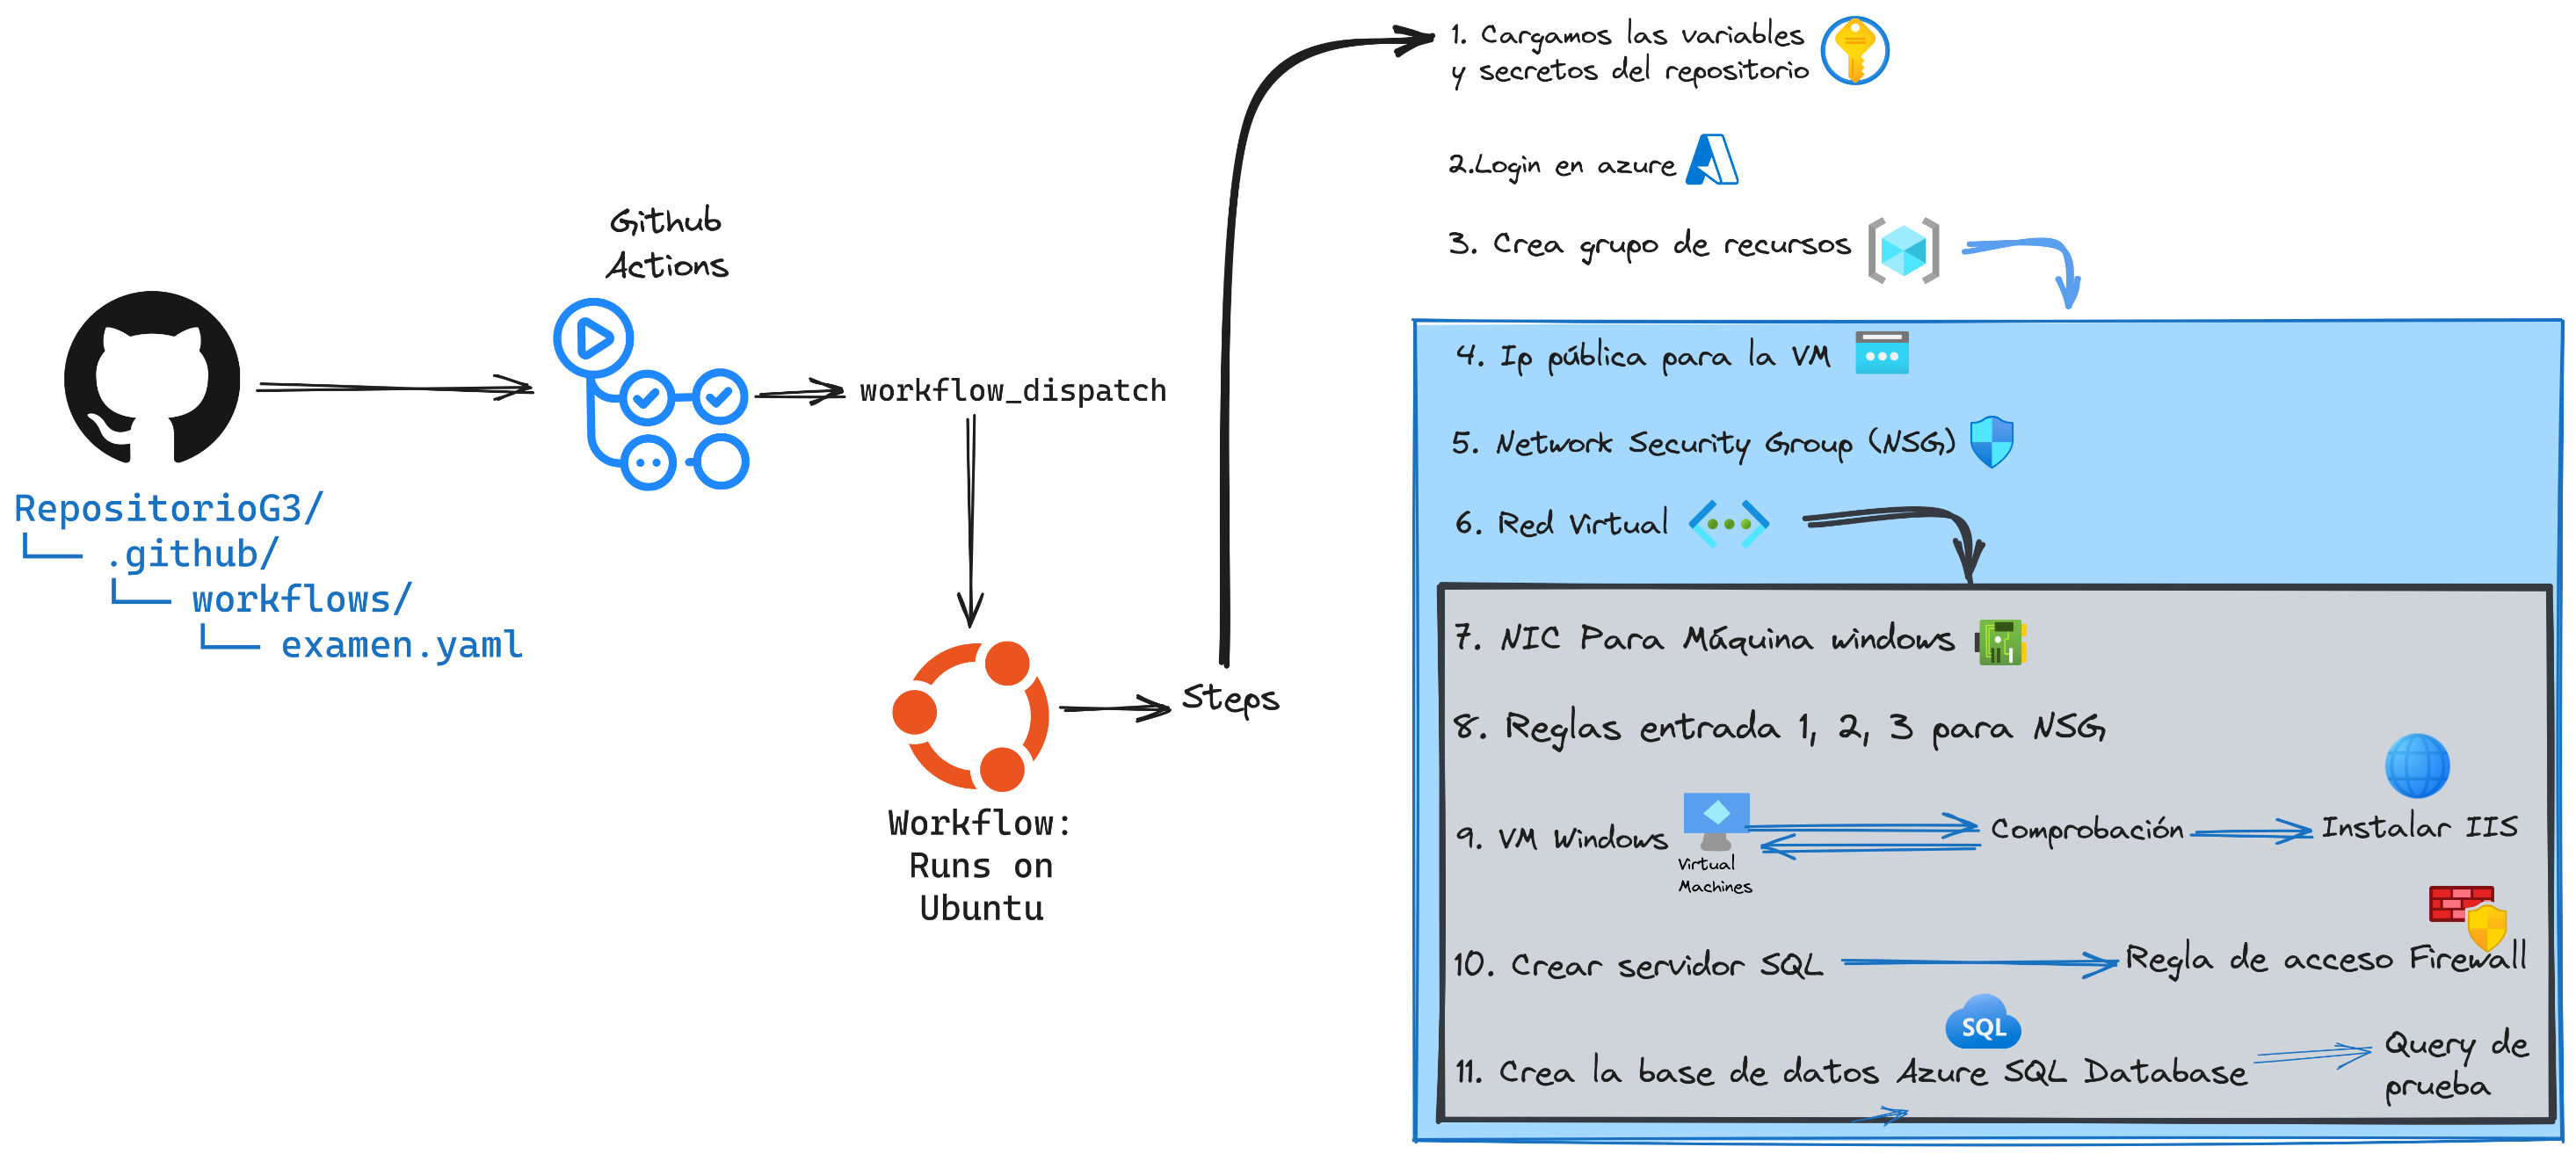 Github
Actions
RepositorioG3/
└── .github/
└── workflows/
└── examen.yaml
workflow_dispatch
Workflow:
Runs on
Ubuntu
Steps
1. Cargamos las variables
y secretos del repositorio
2.Login en azure
3. Crea grupo de recursos
4. Ip pública para la VM
5. Network Security Group (NSG)
6. Red Virtual
7. NIC Para Máquina windows
8. Reglas entrada 1, 2, 3 para NSG
9. VM Windows
Virtual
Machines
Comprobación
Instalar IIS
10. Crear servidor SQL
Regla de acceso Firewall
SQL
11. Crea la base de datos Azure SQL Database
Query de
prueba